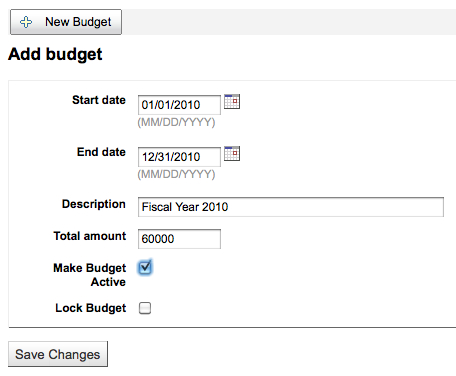 New Budget
Add budget
Start date 01/01/2010
(MM/DD/YYYY)
End date 12/31/2010
(MM/DD/YYYY)
Description Fiscal Year 2010
Total amount 60000
Make Budget
Active
Lock Budget
Save Changes